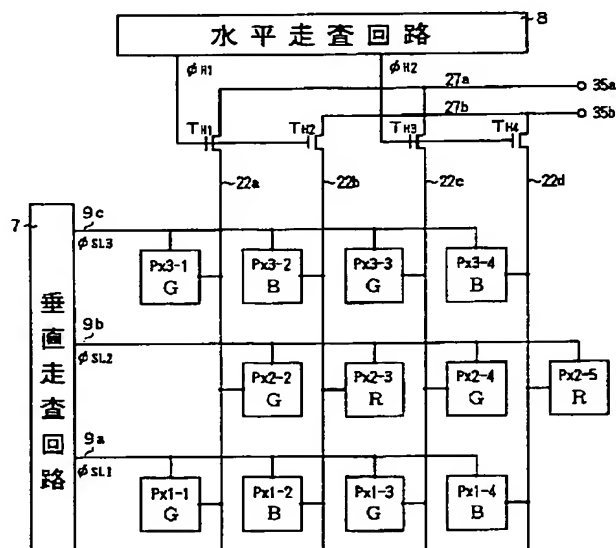 水平走査回路
8
φH1
φH2
27a
35a
27b
35b
TH1
TH2
TH3
TH4
22a
22b
22c
22d
7
垂直走査回路
9c
φSL3
Px3-1
G
Px3-2
B
Px3-3
G
Px3-4
B
9b
φSL2
Px2-2
G
Px2-3
R
Px2-4
G
Px2-5
R
9a
φSL1
Px1-1
G
Px1-2
B
Px1-3
G
Px1-4
B